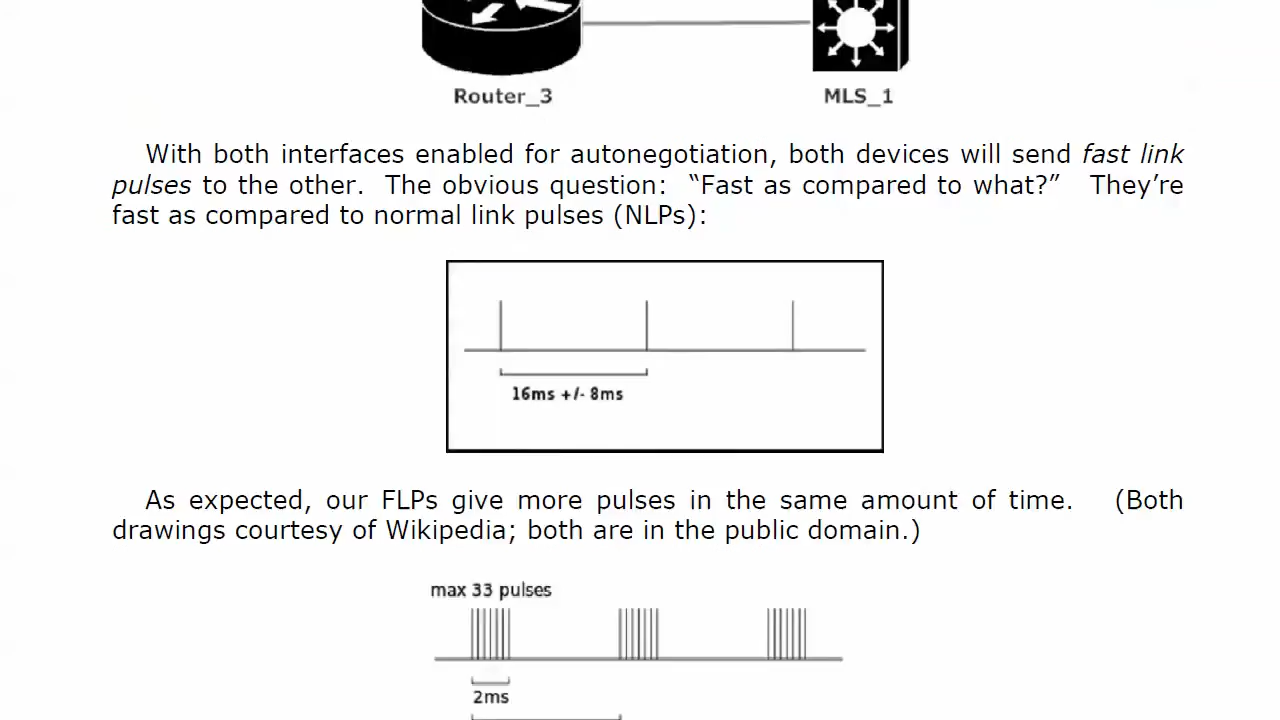 Router_3 MLS_1
With both interfaces enabled for autonegotiation, both devices will send fast link
pulses to the other. The obvious question: “Fast as compared to what?” They’re
fast as compared to normal link pulses (NLPs):
16ms +/- 8ms
As expected, our FLPs give more pulses in the same amount of time. (Both
drawings courtesy of Wikipedia; both are in the public domain.)
max 33 pulses
2ms